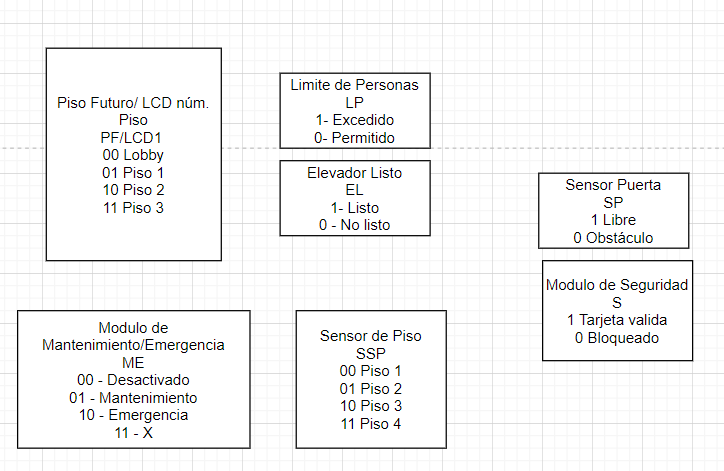 Piso Futuro/ LCD núm.
Piso
PF/LCD1
00 Lobby
01 Piso 1
10 Piso 2
11 Piso 3
Limite de Personas
LP
1- Excedido
0- Permitido
Elevador Listo
EL
1- Listo
0 - No listo
Sensor Puerta
SP
1 Libre
0 Obstáculo
Modulo de Seguridad
S
1 Tarjeta valida
0 Bloqueado
Modulo de
Mantenimiento/Emergencia
ME
00 - Desactivado
01 - Mantenimiento
10 - Emergencia
11 - X
Sensor de Piso
SSP
00 Piso 1
01 Piso 2
10 Piso 3
11 Piso 4